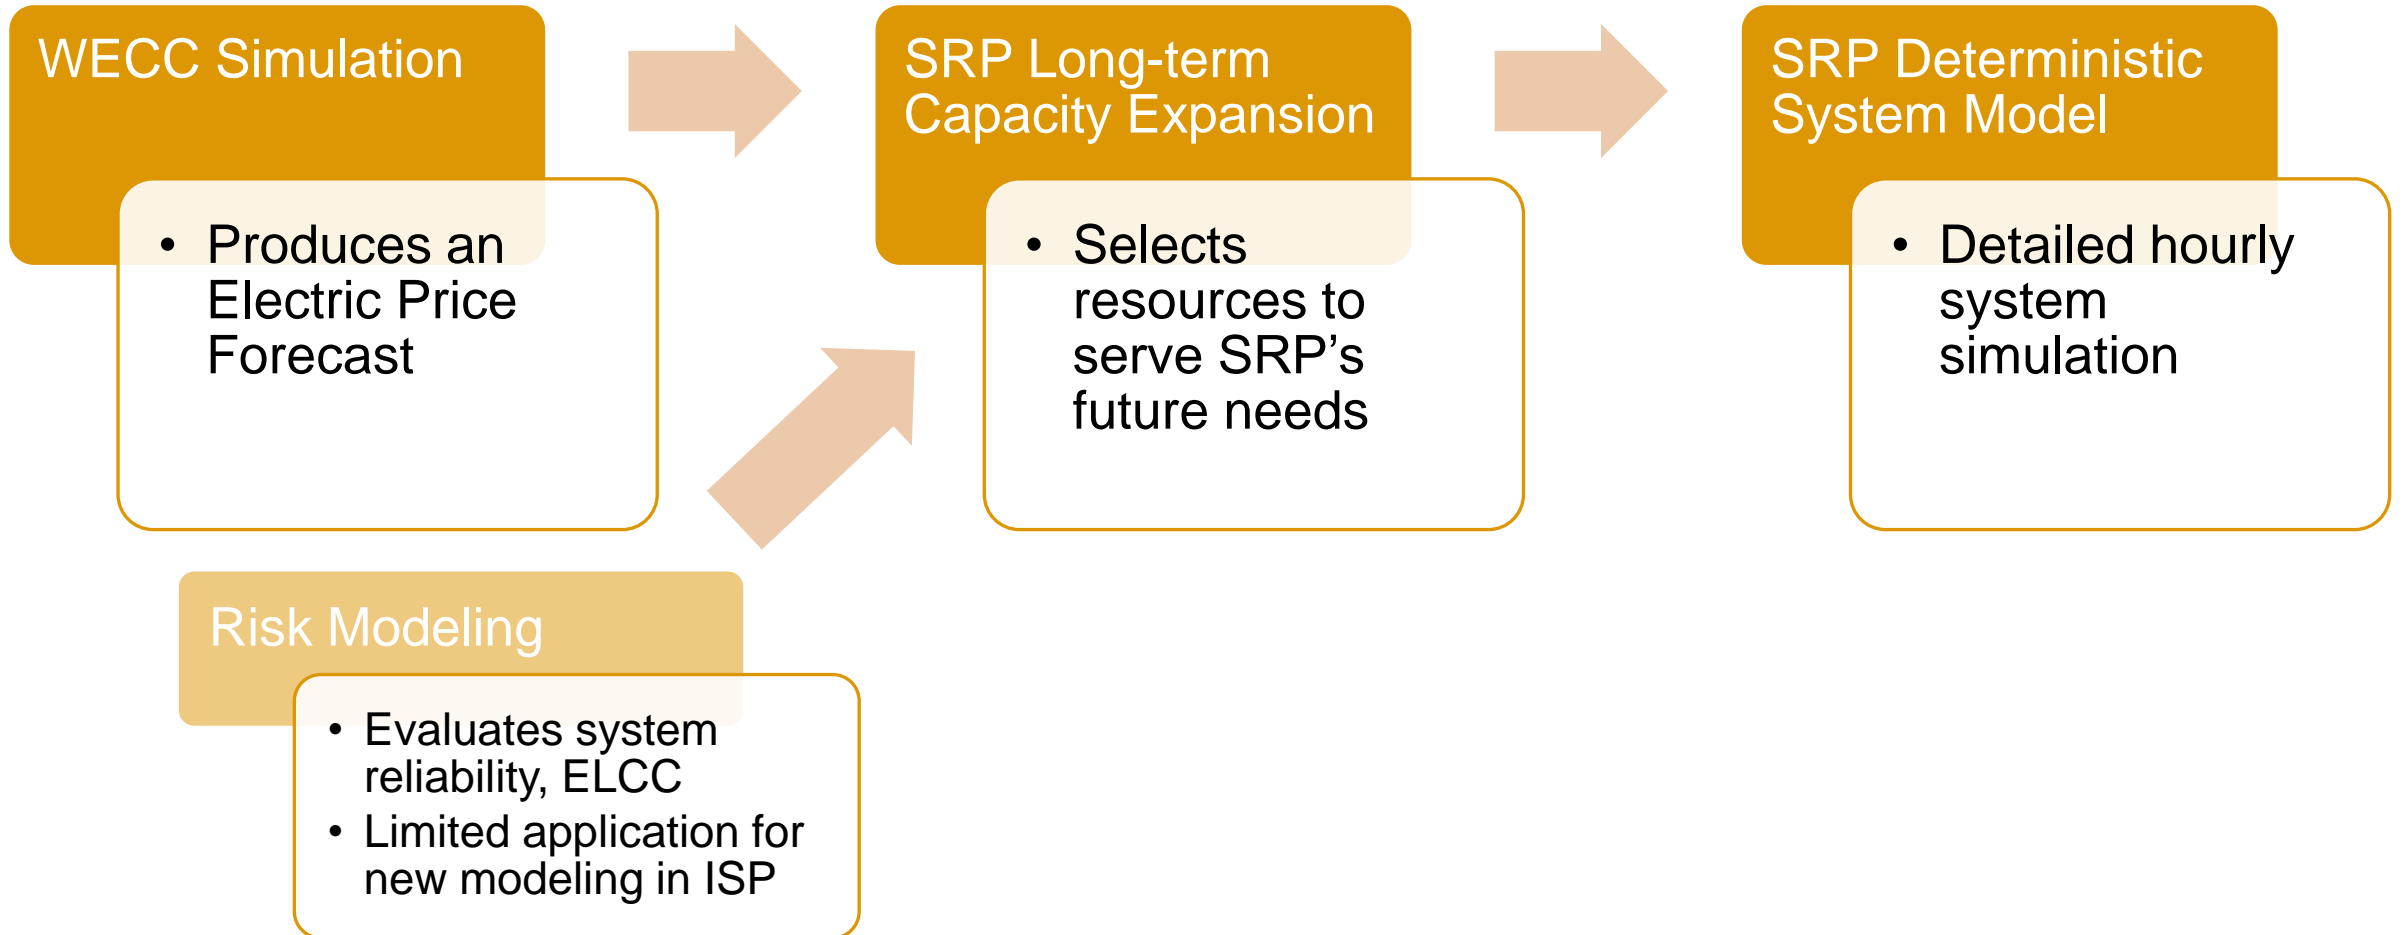 WECC Simulation
• Produces an
Electric Price
Forecast
SRP Long-term
Capacity Expansion
• Selects
resources to
serve SRP’s
future needs
SRP Deterministic
System Model
• Detailed hourly
system
simulation
Risk Modeling
• Evaluates system
reliability, ELCC
• Limited application for
new modeling in ISP